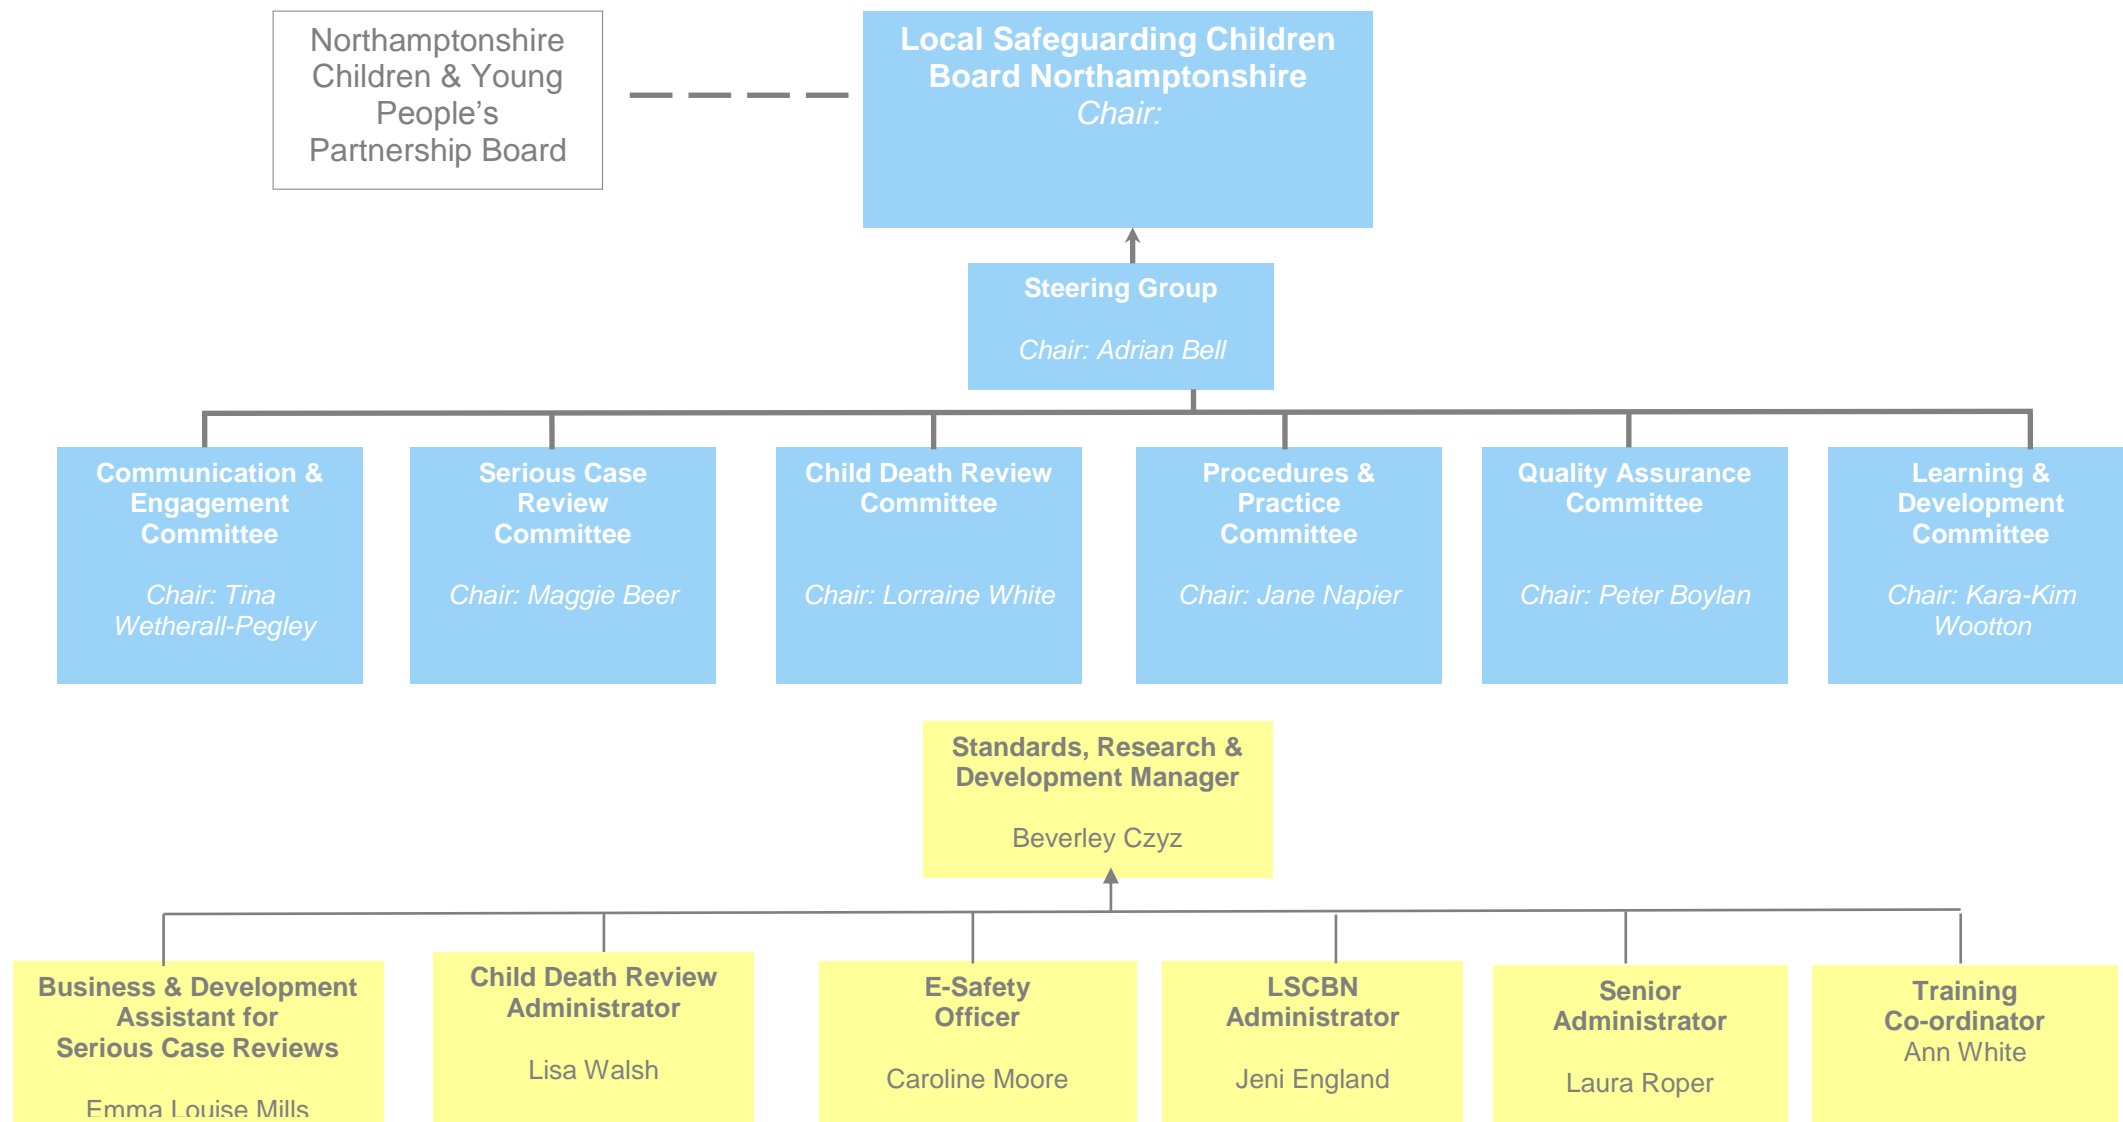 Northamptonshire
Children & Young
People’s
Partnership Board
Local Safeguarding Children
Board Northamptonshire
Chair:
Steering Group
Chair: Adrian Bell
Communication &
Engagement
Committee
Chair: Tina
Wetherall-Pegley
Serious Case
Review
Committee
Chair: Maggie Beer
Child Death Review
Committee
Chair: Lorraine White
Procedures &
Practice
Committee
Chair: Jane Napier
Quality Assurance
Committee
Chair: Peter Boylan
Learning &
Development
Committee
Chair: Kara-Kim
Wootton
Standards, Research &
Development Manager
Beverley Czyz
Business & Development
Assistant for
Serious Case Reviews
Emma Louise Mills
Child Death Review
Administrator
Lisa Walsh
E-Safety
Officer
Caroline Moore
LSCBN
Administrator
Jeni England
Senior
Administrator
Laura Roper
Training
Co-ordinator
Ann White